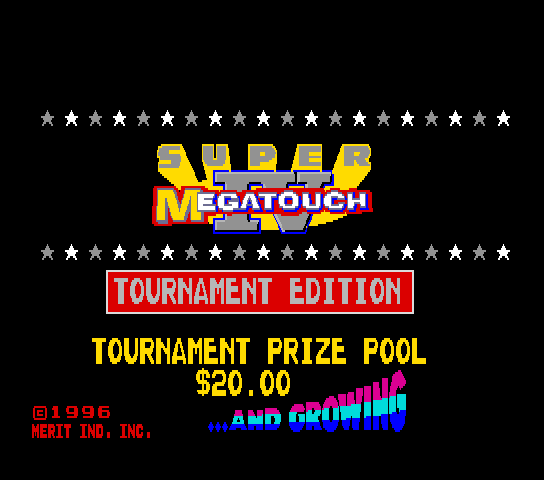 SUPER
IV
MEGATOUCH
TOURNAMENT EDITION
TOURNAMENT PRIZE POOL
$20.00
...AND GROWING
©1996
MERIT IND. INC.